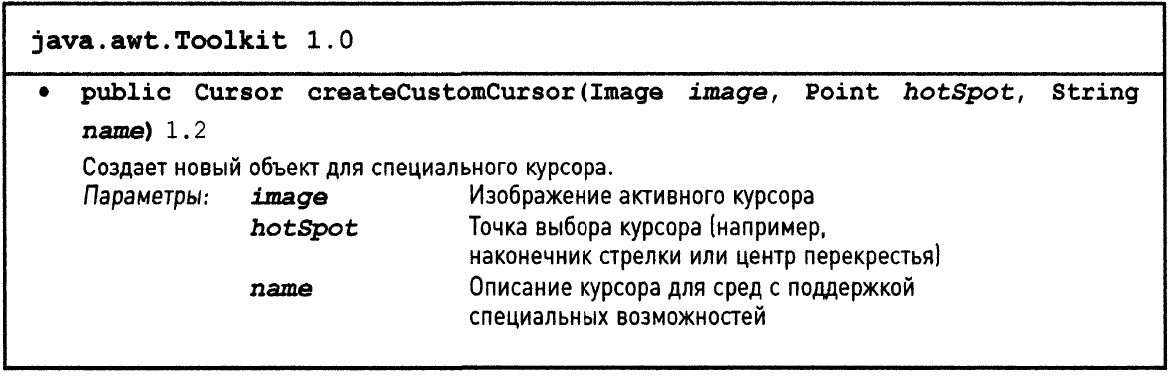 java.awt.Toolkit 1.0
• public Cursor createCustomCursor(Image image, Point hotSpot, String
name) 1.2
Создает новый объект для специального курсора.
Параметры: image Изображение активного курсора
hotSpot Точка выбора курсора (например,
наконечник стрелки или центр перекрестья)
name Описание курсора для сред с поддержкой
специальных возможностей